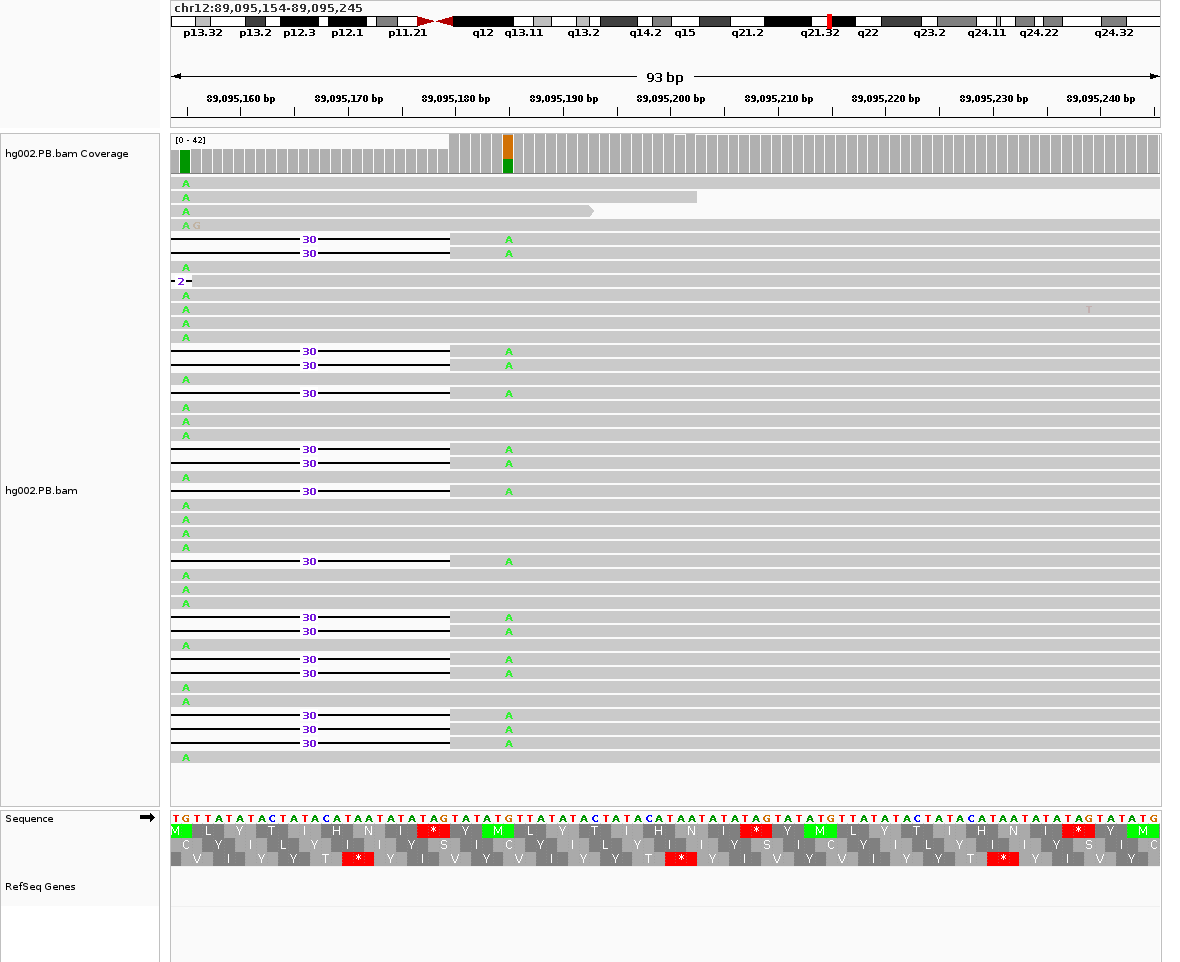 chr12:89,095,154-89,095,245
p13.32 p13.2 p12.3 p12.1 p11.21 q12 q13.11 q13.2 q14.2 q15 q21.2 q21.32 q22 q23.2 q24.11 q24.22 q24.32
93 bp
89,095,160 bp 89,095,170 bp 89,095,180 bp 89,095,190 bp 89,095,200 bp 89,095,210 bp 89,095,220 bp 89,095,230 bp 89,095,240 bp
[0 - 42]
hg002.PB.bam Coverage
A
A
A
A G
30 A
30 A
A
2
A
A T
A
A
30 A
30 A
A
30 A
A
A
A
30 A
30 A
A
hg002.PB.bam 30 A
A
A
A
A
30 A
A
A
A
30 A
30 A
A
30 A
30 A
A
A
30 A
30 A
30 A
A
Sequence T G T T A T A T A C T A T A C A T A A T A T A T A G T A T A T G T T A T A T A C T A T A C A T A A T A T A T A G T A T A T G T T A T A T A C T A T A C A T A A T A T A T A G T A T A T G
M L Y T I H N I * Y M L Y T I H N I * Y M L Y T I H N I * Y M
C Y I L Y I I Y S I C Y I L Y I I Y S I C Y I L Y I I Y S I C
V I Y Y T * Y I V Y V I Y Y T * Y I V Y V I Y Y T * Y I V Y
RefSeq Genes